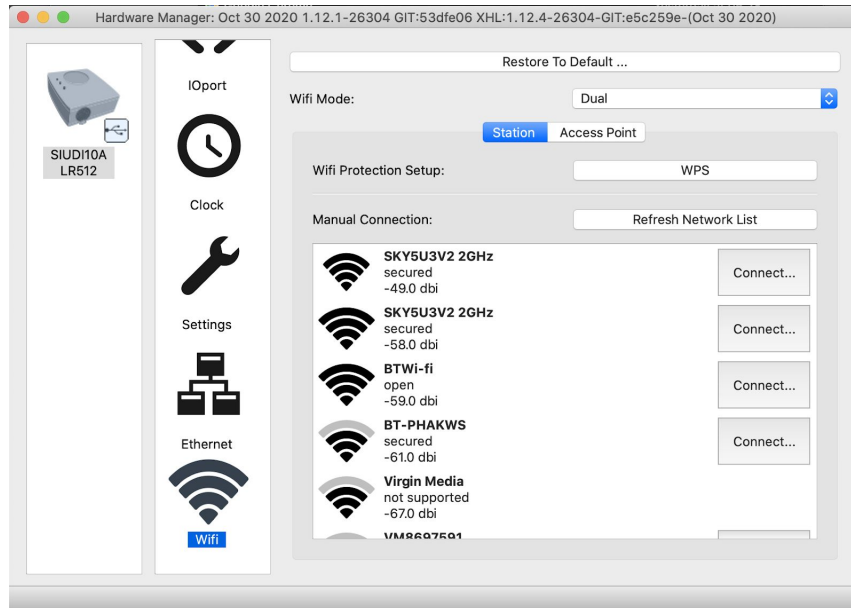 Hardware Manager: Oct 30 2020 1.12.1-26304 GIT:53dfe06 XHL:1.12.4-26304-GIT:e5c259e-(Oct 30 2020)
SIUDI10A
LR512
IOport
Clock
Settings
Ethernet
Wifi
Restore To Default ...
Wifi Mode:
Dual
Station
Access Point
Wifi Protection Setup:
WPS
Manual Connection:
Refresh Network List
SKY5U3V2 2GHz
secured
-49.0 dbi
Connect...
SKY5U3V2 2GHz
secured
-58.0 dbi
Connect...
BTWi-fi
open
-59.0 dbi
Connect...
BT-PHAKWS
secured
-61.0 dbi
Connect...
Virgin Media
not supported
-67.0 dbi
VM8697591